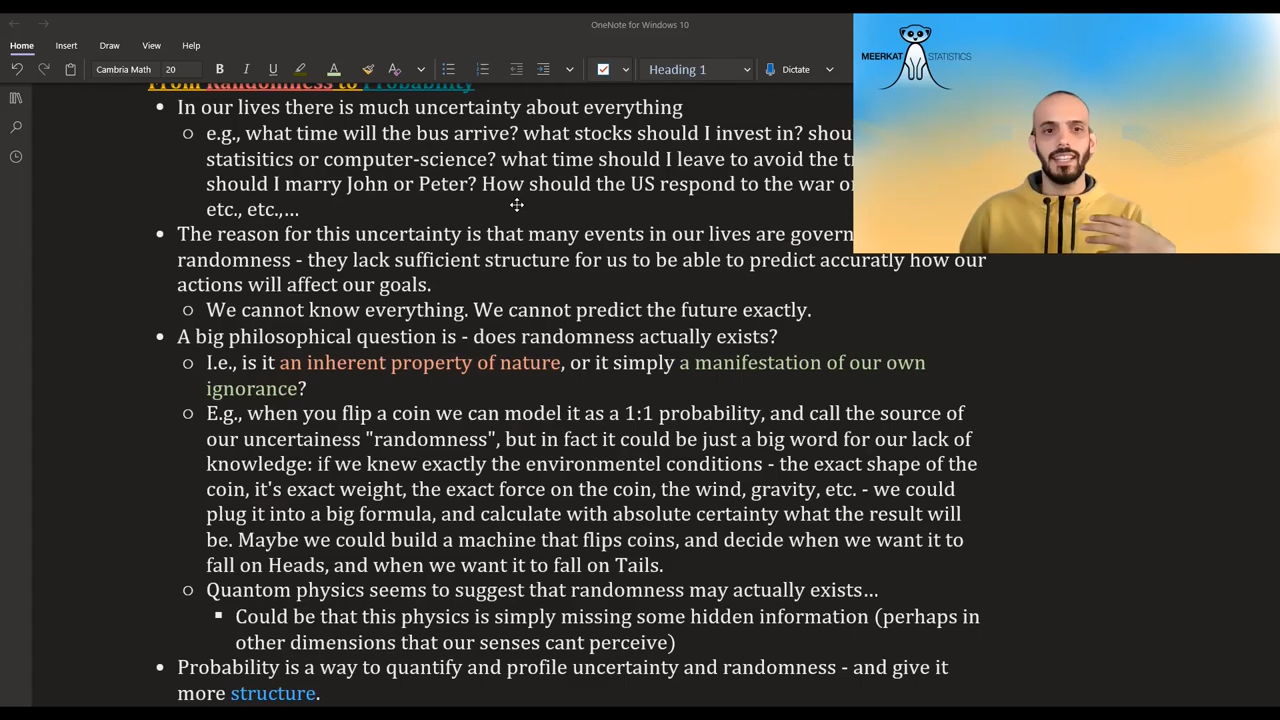 OneNote for Windows 10
Home Insert Draw View Help
Cambria Math 20 B I U A Heading 1 Dictate
MEERKAT STATISTICS
From Randomness to Probability
In our lives there is much uncertainty about everything
e.g., what time will the bus arrive? what stocks should I invest in? shou
statisitics or computer-science? what time should I leave to avoid the tr
should I marry John or Peter? How should the US respond to the war o
etc., etc.,...
The reason for this uncertainty is that many events in our lives are govern
randomness - they lack sufficient structure for us to be able to predict accuratly how our
actions will affect our goals.
We cannot know everything. We cannot predict the future exactly.
A big philosophical question is - does randomness actually exists?
I.e., is it an inherent property of nature, or it simply a manifestation of our own
ignorance?
E.g., when you flip a coin we can model it as a 1:1 probability, and call the source of
our uncertainess "randomness", but in fact it could be just a big word for our lack of
knowledge: if we knew exactly the environmentel conditions - the exact shape of the
coin, it's exact weight, the exact force on the coin, the wind, gravity, etc. - we could
plug it into a big formula, and calculate with absolute certainty what the result will
be. Maybe we could build a machine that flips coins, and decide when we want it to
fall on Heads, and when we want it to fall on Tails.
Quantom physics seems to suggest that randomness may actually exists...
Could be that this physics is simply missing some hidden information (perhaps in
other dimensions that our senses cant perceive)
Probability is a way to quantify and profile uncertainty and randomness - and give it
more structure.